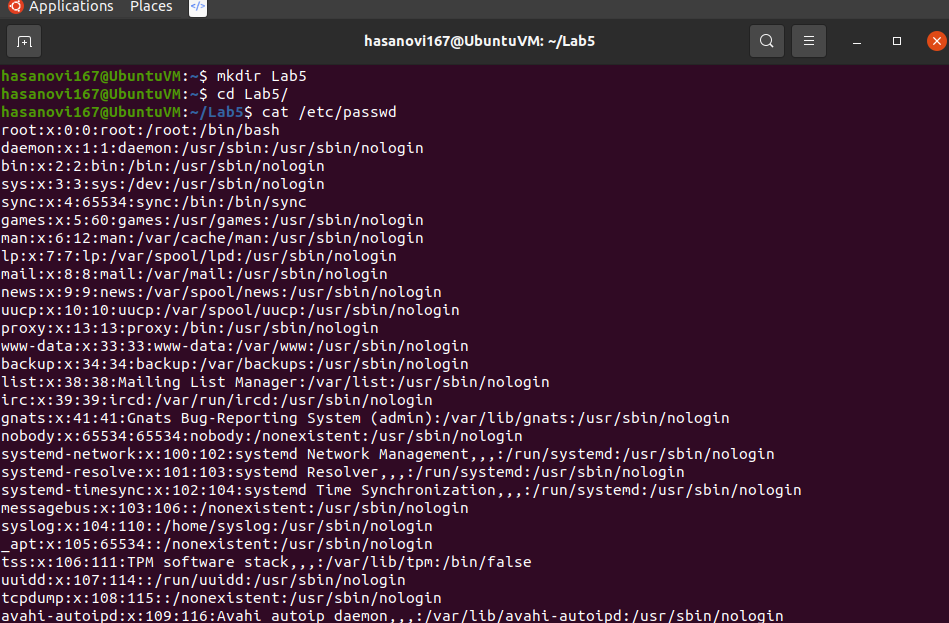 Applications Places </>
hasanovi167@UbuntuVM: ~/Lab5
hasanovi167@UbuntuVM:~$ mkdir Lab5
hasanovi167@UbuntuVM:~$ cd Lab5/
hasanovi167@UbuntuVM:~/Lab5$ cat /etc/passwd
root:x:0:0:root:/root:/bin/bash
daemon:x:1:1:daemon:/usr/sbin:/usr/sbin/nologin
bin:x:2:2:bin:/bin:/usr/sbin/nologin
sys:x:3:3:sys:/dev:/usr/sbin/nologin
sync:x:4:65534:sync:/bin:/bin/sync
games:x:5:60:games:/usr/games:/usr/sbin/nologin
man:x:6:12:man:/var/cache/man:/usr/sbin/nologin
lp:x:7:7:lp:/var/spool/lpd:/usr/sbin/nologin
mail:x:8:8:mail:/var/mail:/usr/sbin/nologin
news:x:9:9:news:/var/spool/news:/usr/sbin/nologin
uucp:x:10:10:uucp:/var/spool/uucp:/usr/sbin/nologin
proxy:x:13:13:proxy:/bin:/usr/sbin/nologin
www-data:x:33:33:www-data:/var/www:/usr/sbin/nologin
backup:x:34:34:backup:/var/backups:/usr/sbin/nologin
list:x:38:38:Mailing List Manager:/var/list:/usr/sbin/nologin
irc:x:39:39:ircd:/var/run/ircd:/usr/sbin/nologin
gnats:x:41:41:Gnats Bug-Reporting System (admin):/var/lib/gnats:/usr/sbin/nologin
nobody:x:65534:65534:nobody:/nonexistent:/usr/sbin/nologin
systemd-network:x:100:102:systemd Network Management,,,:/run/systemd:/usr/sbin/nologin
systemd-resolve:x:101:103:systemd Resolver,,,:/run/systemd:/usr/sbin/nologin
systemd-timesync:x:102:104:systemd Time Synchronization,,,:/run/systemd:/usr/sbin/nologin
messagebus:x:103:106::/nonexistent:/usr/sbin/nologin
syslog:x:104:110::/home/syslog:/usr/sbin/nologin
_apt:x:105:65534::/nonexistent:/usr/sbin/nologin
tss:x:106:111:TPM software stack,,,:/var/lib/tpm:/bin/false
uuidd:x:107:114::/run/uuidd:/usr/sbin/nologin
tcpdump:x:108:115::/nonexistent:/usr/sbin/nologin
avahi-autoipd:x:109:116:Avahi autoip daemon,,,:/var/lib/avahi-autoipd:/usr/sbin/nologin